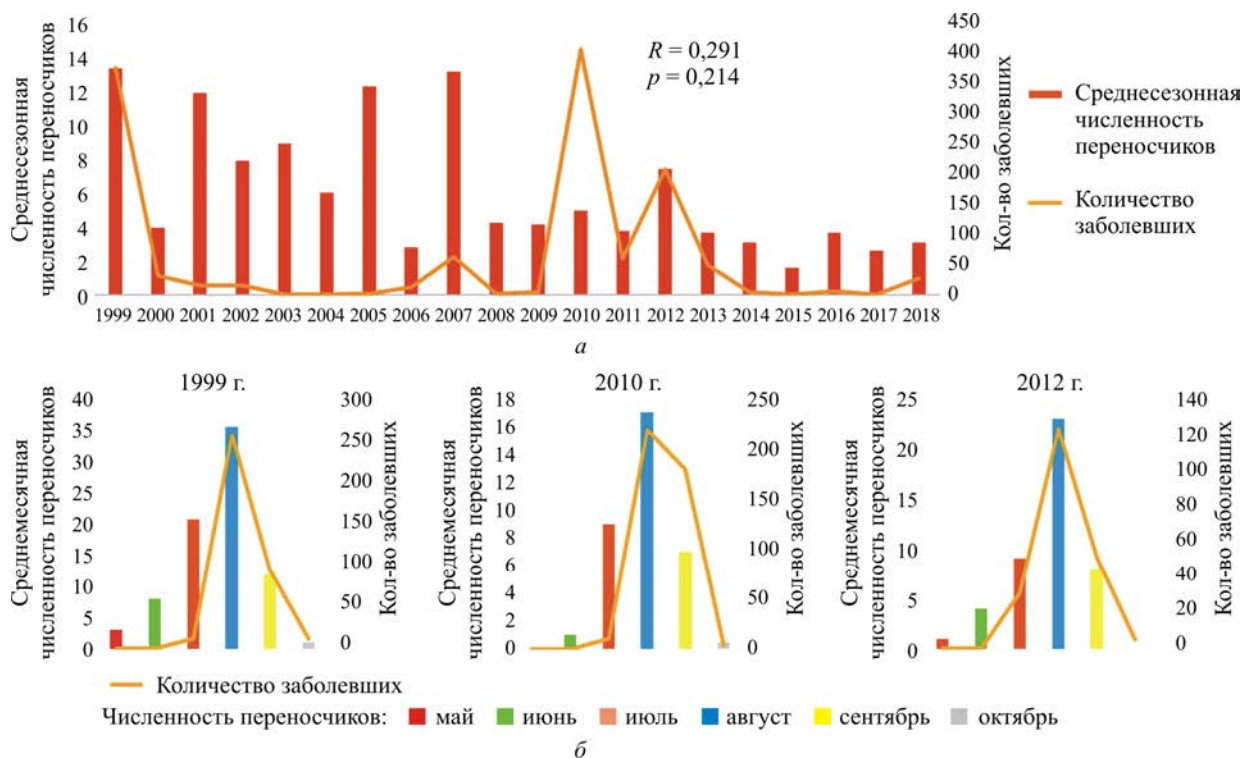 Среднесезонная
численность переносчиков
16
14
12
10
8
6
4
2
0
R = 0,291
p = 0,214
450
400
350
300
250
200
150
100
50
0
Кол-во заболевших
Среднесезонная
численность
переносчиков
Количество
заболевших
1999 2000 2001 2002 2003 2004 2005 2006 2007 2008 2009 2010 2011 2012 2013 2014 2015 2016 2017 2018
а
1999 г.
Среднемесячная
численность переносчиков
40
35
30
25
20
15
10
5
0
300
250
200
150
100
50
0
Кол-во заболевших
2010 г.
Среднемесячная
численность переносчиков
18
16
14
12
10
8
6
4
2
0
250
200
150
100
50
0
Кол-во заболевших
2012 г.
Среднемесячная
численность переносчиков
25
20
15
10
5
0
140
120
100
80
60
40
20
0
Кол-во заболевших
Количество заболевших
Численность переносчиков: май июнь июль август сентябрь октябрь
б